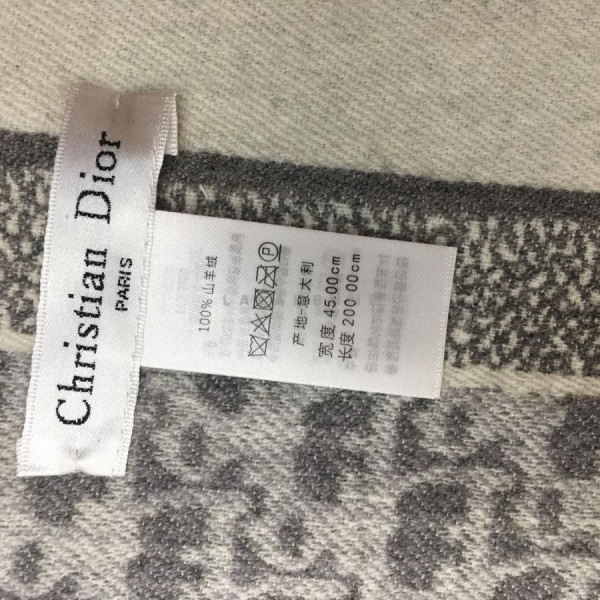 Christian Dior
PARIS
100% 山羊绒
P
产地-意大利
宽度 45.00cm
长度 200.00cm